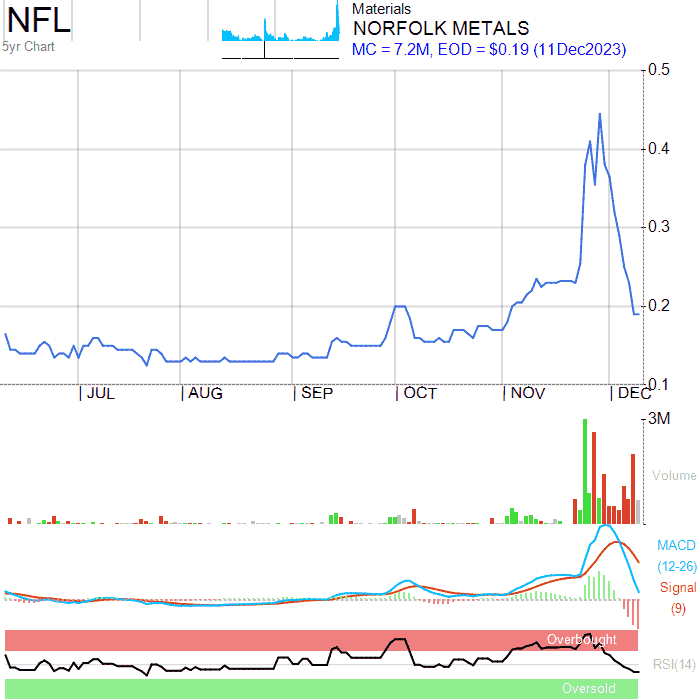 NFL
5yr Chart
Materials
NORFOLK METALS
MC = 7.2M, EOD = $0.19 (11Dec2023)
0.5
0.4
0.3
0.2
0.1
JUL
AUG
SEP
OCT
NOV
DEC
3M
Volume
MACD
(12-26)
Signal
(9)
Overbought
RSI(14)
Oversold